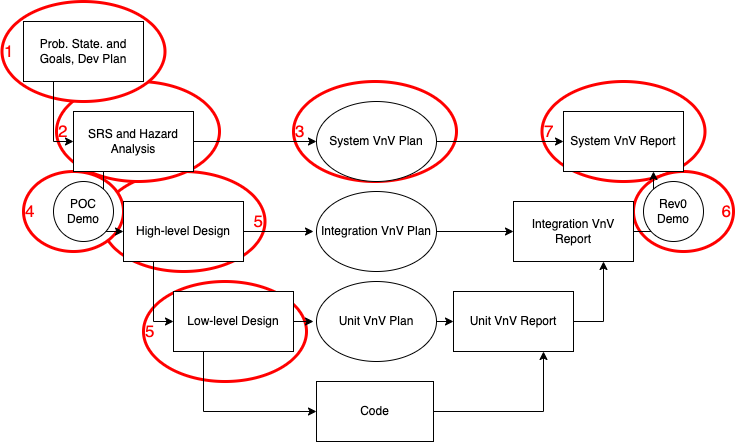 1
Prob. State. and
Goals, Dev Plan
2
SRS and Hazard
Analysis
3
System VnV Plan
7
System VnV Report
4
POC
Demo
High-level Design
5
Integration VnV Plan
Integration VnV
Report
Rev0
Demo
6
5
Low-level Design
Unit VnV Plan
Unit VnV Report
Code